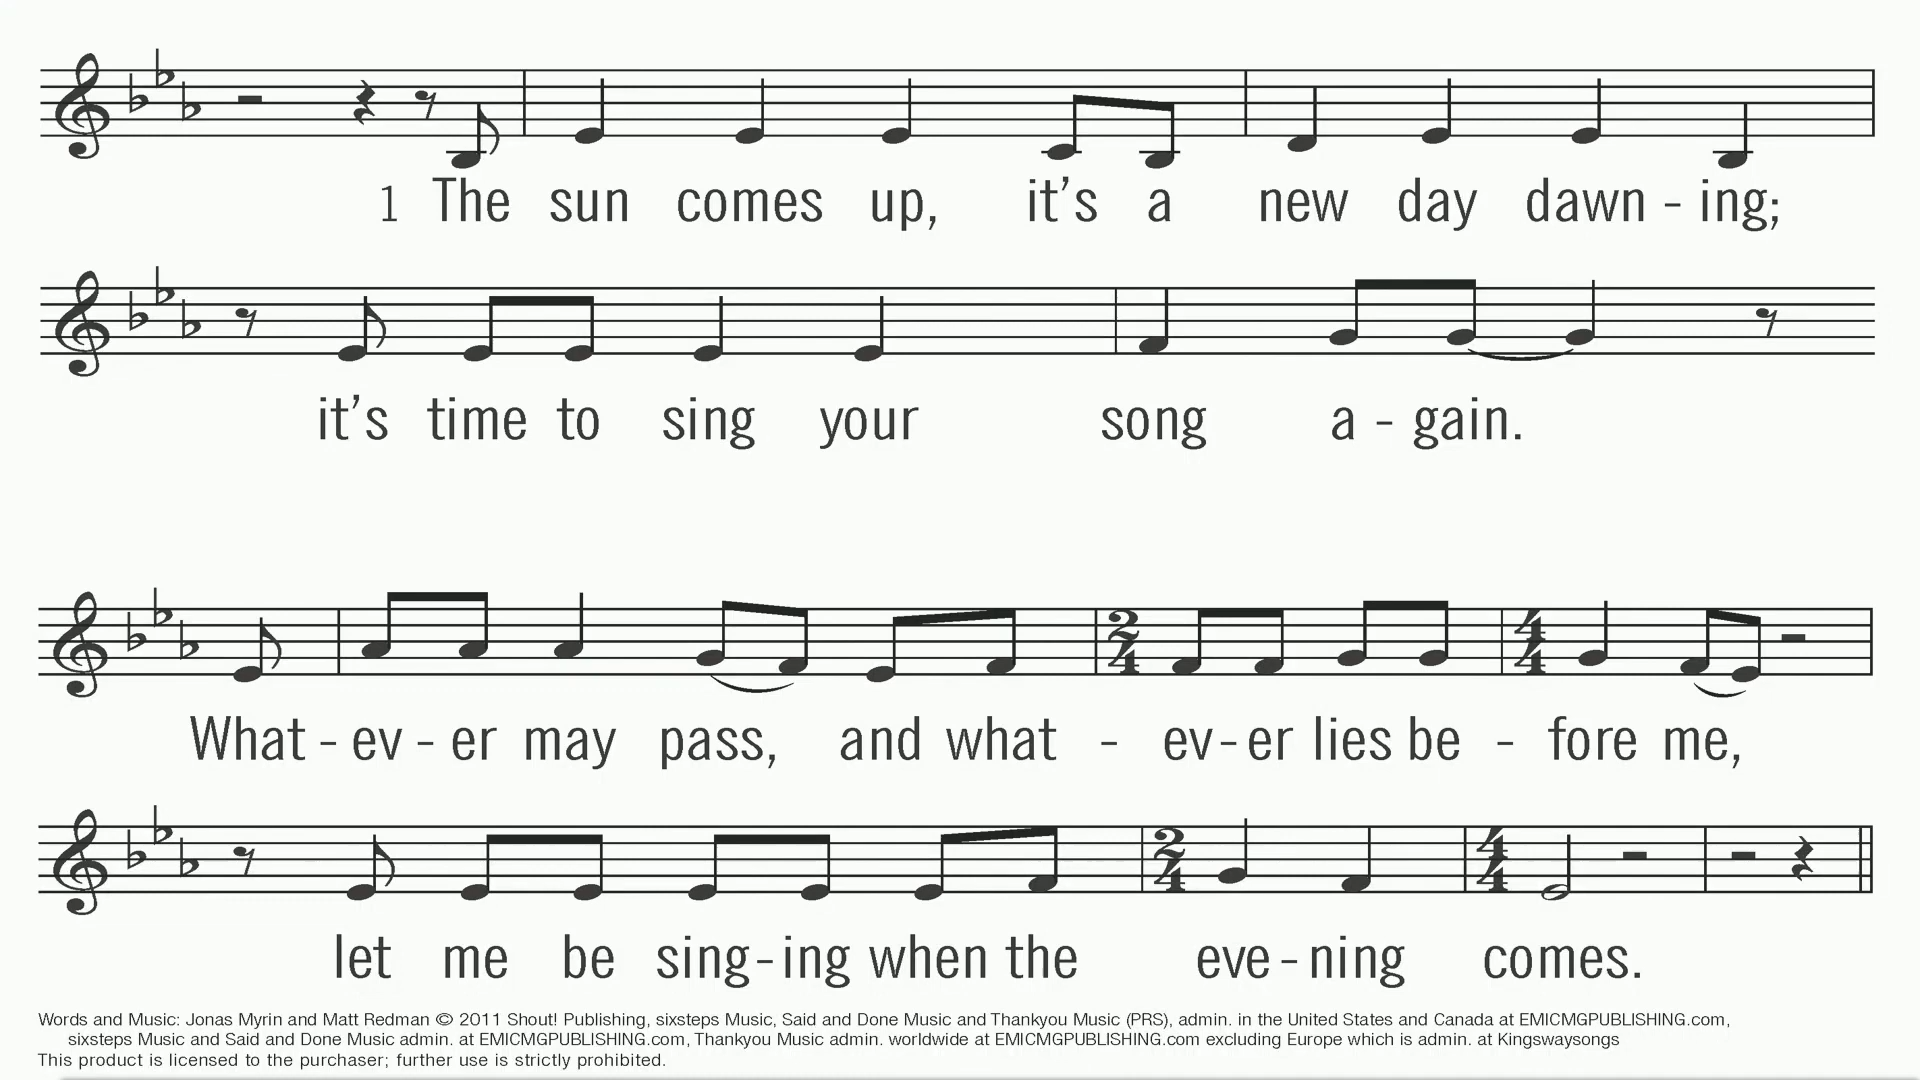 1 The sun comes up, it's a new day dawn - ing;
it's time to sing your song a - gain.
What - ev - er may pass, and what - ev - er lies be - fore me,
let me be sing - ing when the eve - ning comes.
Words and Music: Jonas Myrin and Matt Redman © 2011 Shout! Publishing, sixsteps Music, Said and Done Music and Thankyou Music (PRS), admin. in the United States and Canada at EMICMGPUBLISHING.com,
sixsteps Music and Said and Done Music admin. at EMICMGPUBLISHING.com, Thankyou Music admin. worldwide at EMICMGPUBLISHING.com excluding Europe which is admin. at Kingswaysongs
This product is licensed to the purchaser; further use is strictly prohibited.